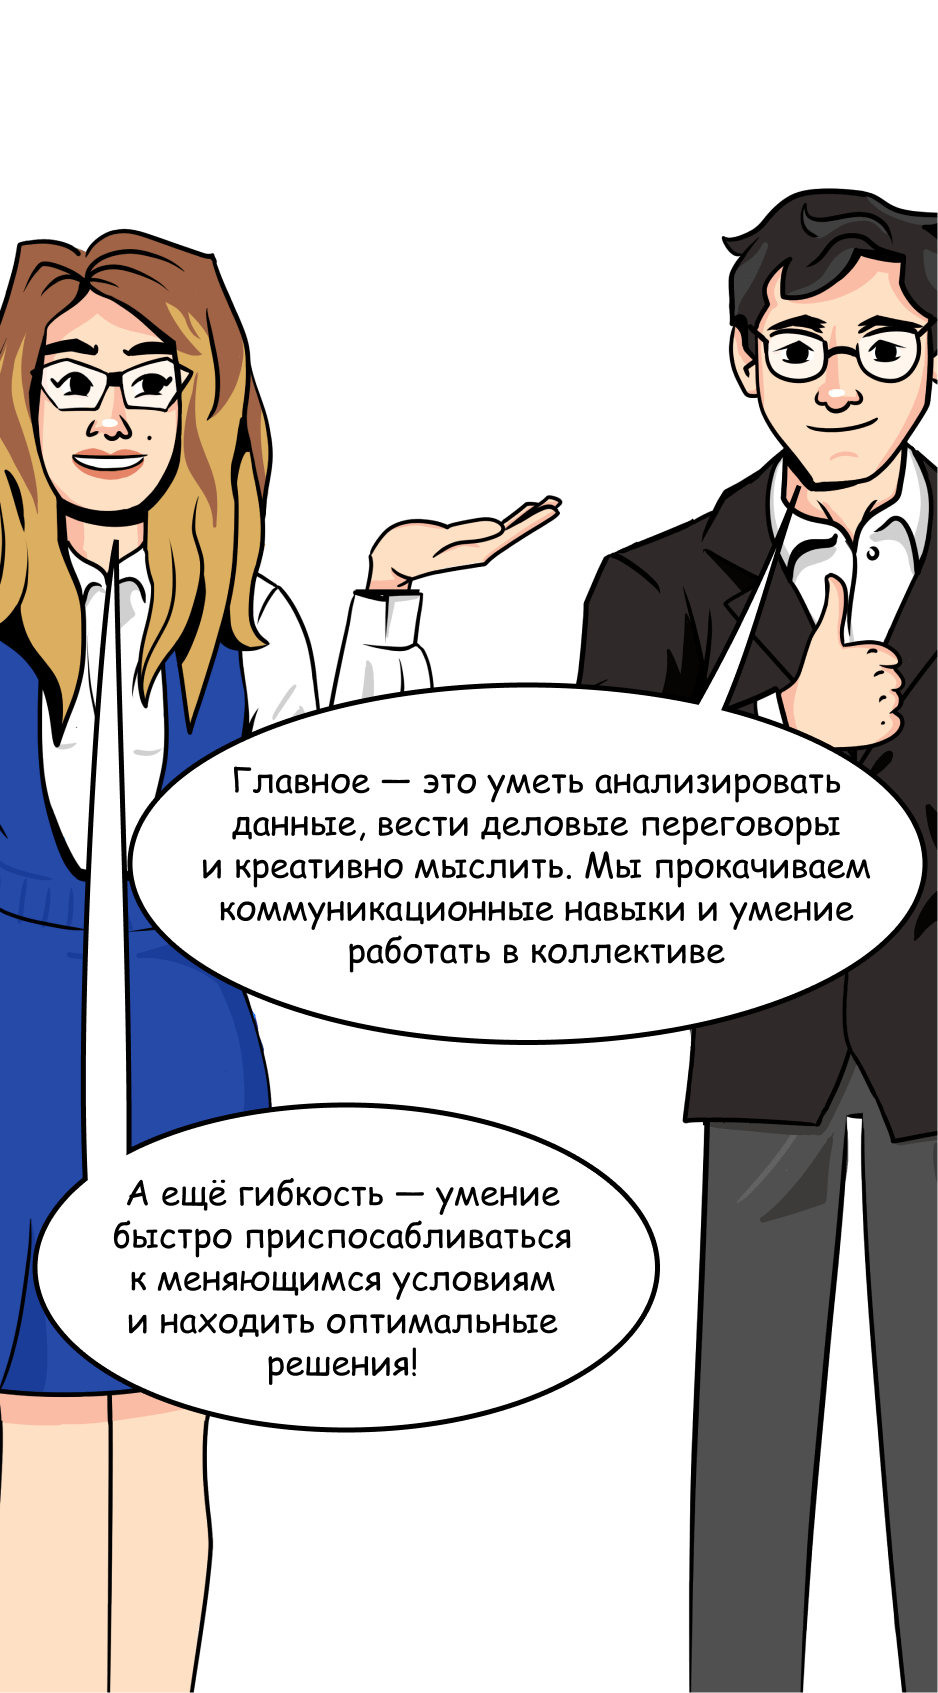 Главное — это уметь анализировать
данные, вести деловые переговоры
и креативно мыслить. Мы прокачиваем
коммуникационные навыки и умение
работать в коллективе
А ещё гибкость — умение
быстро приспосабливаться
к меняющимся условиям
и находить оптимальные
решения!